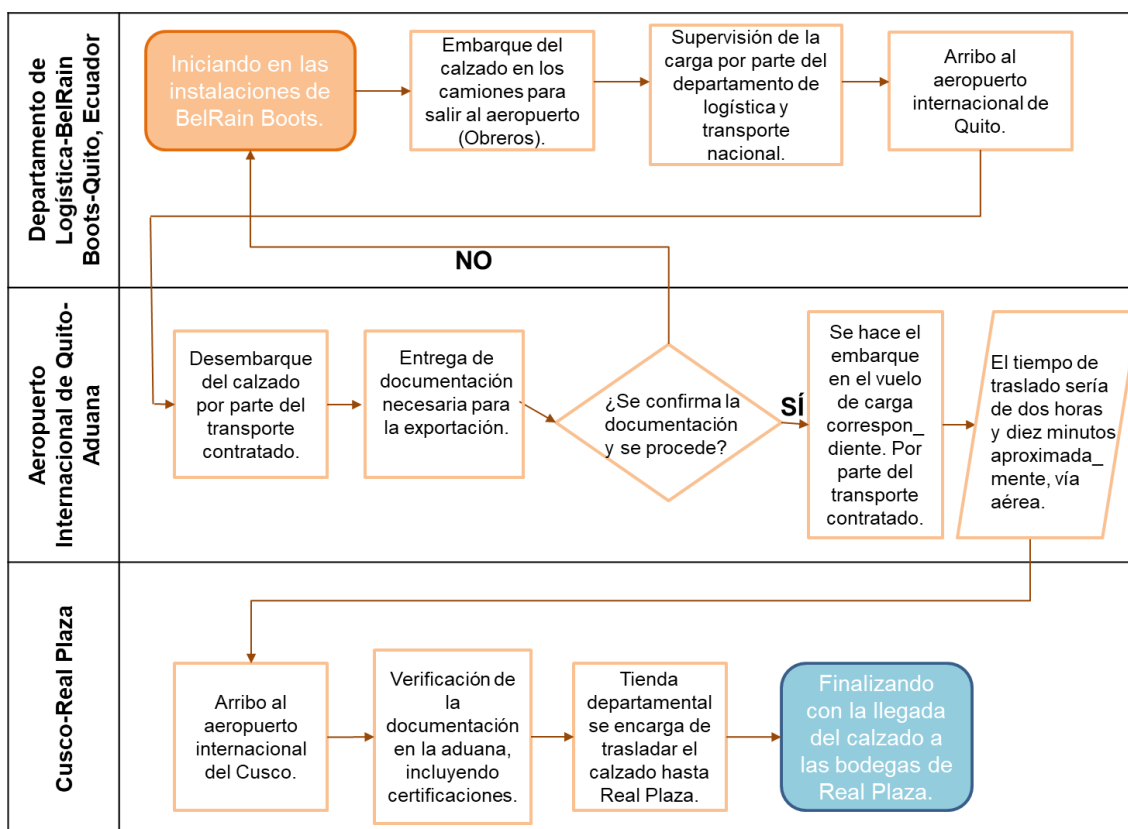 Departamento de
Logística-BelRain
Boots-Quito, Ecuador
Iniciando en las
instalaciones de
BelRain Boots.
Embarque del
calzado en los
camiones para
salir al aeropuerto
(Obreros).
Supervisión de la
carga por parte del
departamento de
logística y
transporte
nacional.
Arribo al
aeropuerto
internacional de
Quito.
NO
Aeropuerto
Internacional de Quito-
Aduana
Desembarque
del calzado
por parte del
transporte
contratado.
Entrega de
documentación
necesaria para
la exportación.
¿Se confirma la
documentación
y se procede?
SÍ
Se hace el
embarque
en el vuelo
de carga
correspon_
diente. Por
parte del
transporte
contratado.
El tiempo de
traslado sería
de dos horas
y diez minutos
aproximada_
mente, vía
aérea.
Cusco-Real Plaza
Arribo al
aeropuerto
internacional
del Cusco.
Verificación de
la
documentación
en la aduana,
incluyendo
certificaciones.
Tienda
departamental
se encarga de
trasladar el
calzado hasta
Real Plaza.
Finalizando
con la llegada
del calzado a
las bodegas de
Real Plaza.